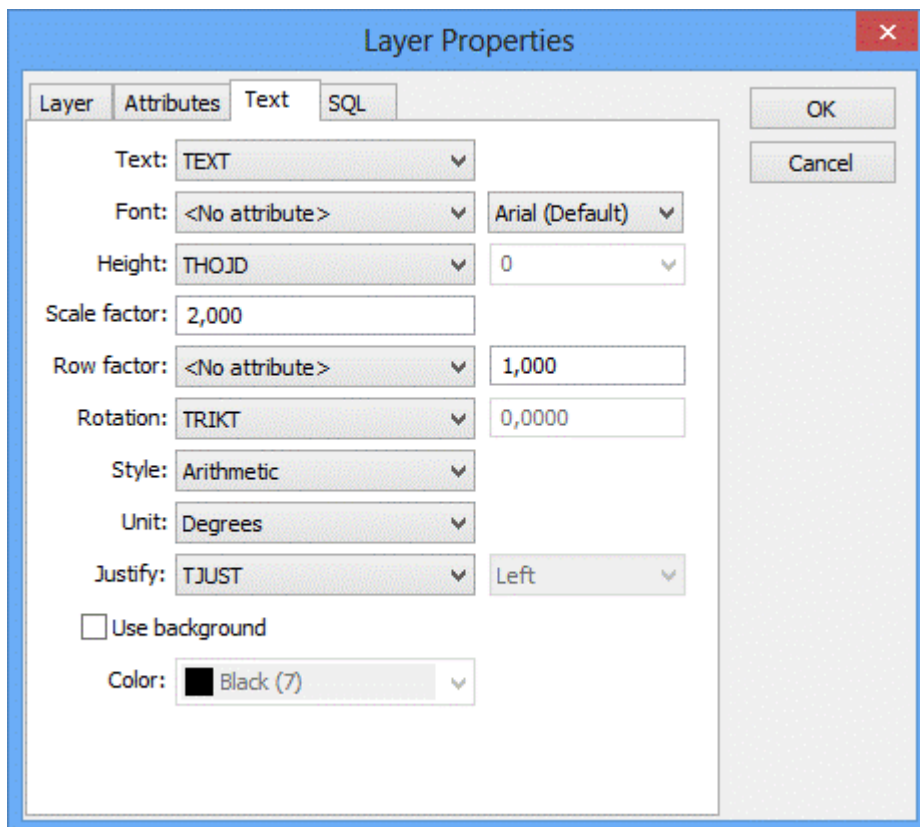 Layer Properties
Layer Attributes Text SQL
OK
Cancel
Text: TEXT
Font: <No attribute> Arial (Default)
Height: THOJD 0
Scale factor: 2,000
Row factor: <No attribute> 1,000
Rotation: TRIKT 0,0000
Style: Arithmetic
Unit: Degrees
Justify: TJUST Left
Use background
Color: Black (7)